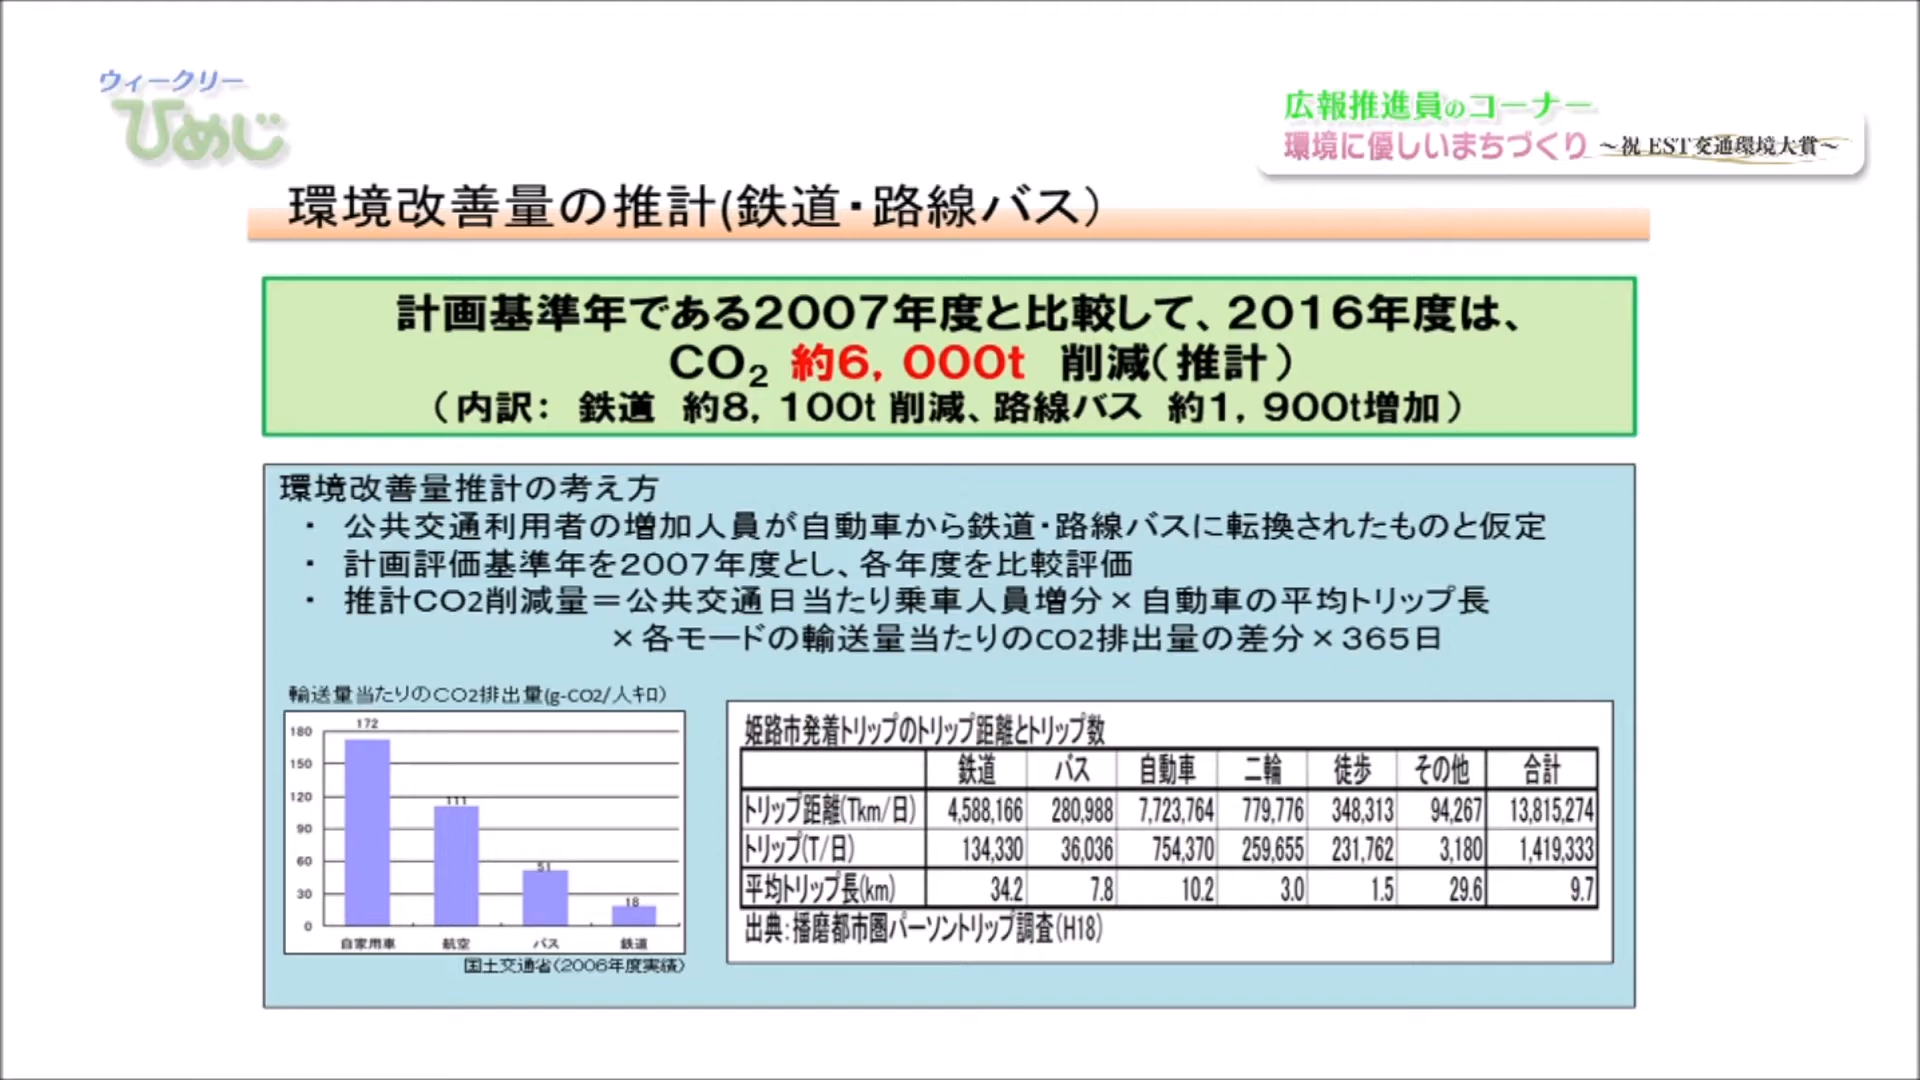 ウィークリー
ひめじ
広報推進員のコーナー
環境に優しいまちづくり ～祝 EST交通環境大賞～
環境改善量の推計(鉄道・路線バス)
計画基準年である2007年度と比較して、2016年度は、
CO₂ 約6，000t 削減(推計)
(内訳： 鉄道 約8，100t 削減、路線バス 約1，900t増加)
環境改善量推計の考え方
・ 公共交通利用者の増加人員が自動車から鉄道・路線バスに転換されたものと仮定
・ 計画評価基準年を2007年度とし、各年度を比較評価
・ 推計CO2削減量＝公共交通日当たり乗車人員増分×自動車の平均トリップ長
×各モードの輸送量当たりのCO2排出量の差分×365日
輸送量当たりのCO2排出量(g-CO2/人ｷﾛ)
180
150
120
90
60
30
0
172
111
51
18
自家用車 航空 バス 鉄道
国土交通省(2006年度実績)
姫路市発着トリップのトリップ距離とトリップ数
鉄道 バス 自動車 二輪 徒歩 その他 合計
トリップ距離(Tkm/日) 4,588,166 280,988 7,723,764 779,776 348,313 94,267 13,815,274
トリップ(T/日) 134,330 36,036 754,370 259,655 231,762 3,180 1,419,333
平均トリップ長(km) 34.2 7.8 10.2 3.0 1.5 29.6 9.7
出典：播磨都市圏パーソントリップ調査(H18)